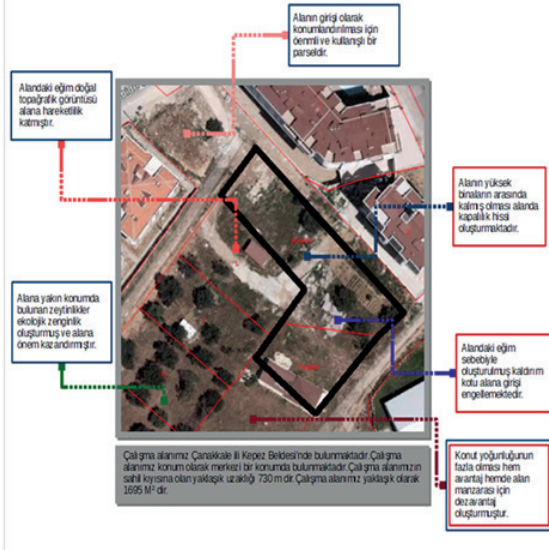 Alanın girişi olarak
konumlandırılması için
öenmli ve kullanışlı bir
parseldir.
Alandaki eğim doğal
topağrafik görüntüsü
alana hareketlilik
katmıştır.
Alanın yüksek
binaların arasında
kalmış olması alanda
kapalılık hissi
oluşturmaktadır.
Alana yakın konumda
bulunan zeytinlikler
ekolojik zenginlik
oluşturmuş ve alana
önem kazandırmıştır.
Alandaki eğim
sebebiyle
oluşturulmuş kaldırım
kotu alana girişi
engellemektedir.
Konut yoğunluğunun
fazla olması hem
avantaj hemde alan
manzarası için
dezavantaj
oluşturmuştur.
Çalışma alanımız Çanakkale ili Kepez Beldesi'nde bulunmaktadır.Çalışma
alanımız konum olarak merkezi bir konumda bulunmaktadır.Çalışma alanımızın
sahil kıyısına olan yaklaşık uzaklığı 730 m dir.Çalışma alanımız yaklaşık olarak
1695 M² dir.